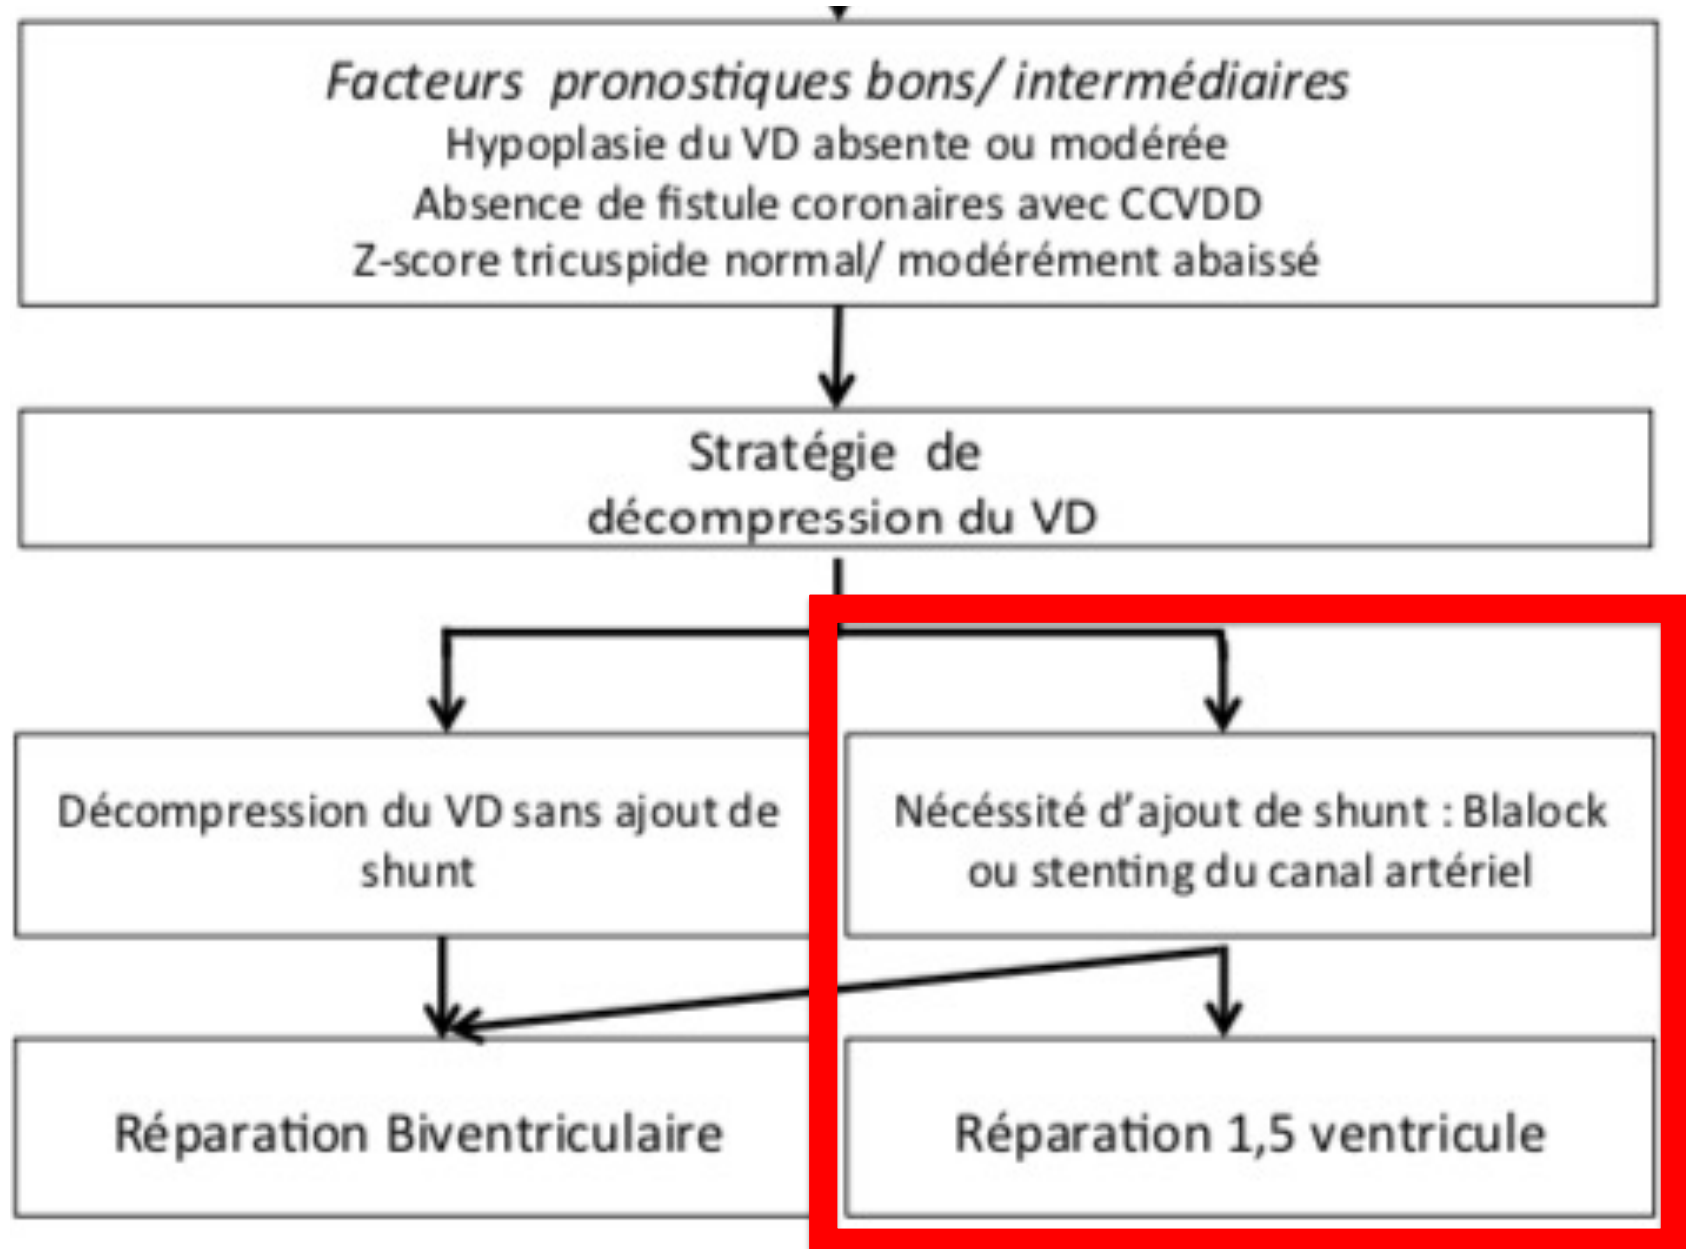 Facteurs pronostiques bons/ intermédiaires
Hypoplasie du VD absente ou modérée
Absence de fistule coronaires avec CCVDD
Z-score tricuspide normal/ modérément abaissé
Stratégie de
décompression du VD
Décompression du VD sans ajout de
shunt
Nécéssité d’ajout de shunt : Blalock
ou stenting du canal artériel
Réparation Biventriculaire
Réparation 1,5 ventricule